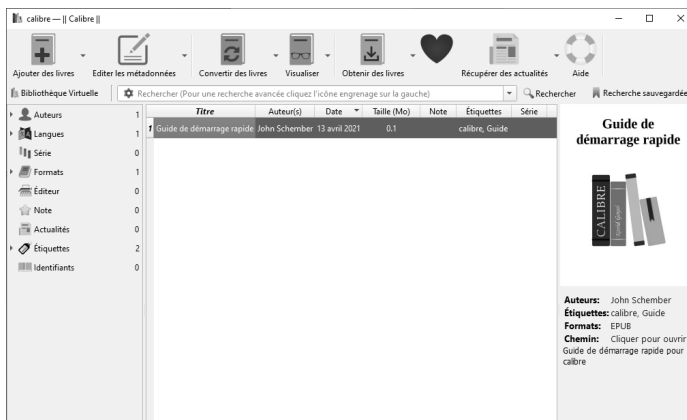 calibre — || Calibre ||
Ajouter des livres Editer les métadonnées Convertir des livres Visualiser Obtenir des livres Récupérer des actualités Aide
Bibliothèque Virtuelle Rechercher (Pour une recherche avancée cliquez l'icône engrenage sur la gauche) Rechercher Recherche sauvegardée
Auteurs 1
Langues 1
Série 0
Formats 1
Éditeur 0
Note 0
Actualités 0
Étiquettes 2
Identifiants 0
Titre Auteur(s) Date Taille (Mo) Note Étiquettes Série
1 Guide de démarrage rapide John Schember 13 avril 2021 0.1 calibre, Guide
Guide de
démarrage rapide
CALIBRE
Auteurs: John Schember
Étiquettes: calibre, Guide
Formats: EPUB
Chemin: Cliquer pour ouvrir
Guide de démarrage rapide pour
calibre